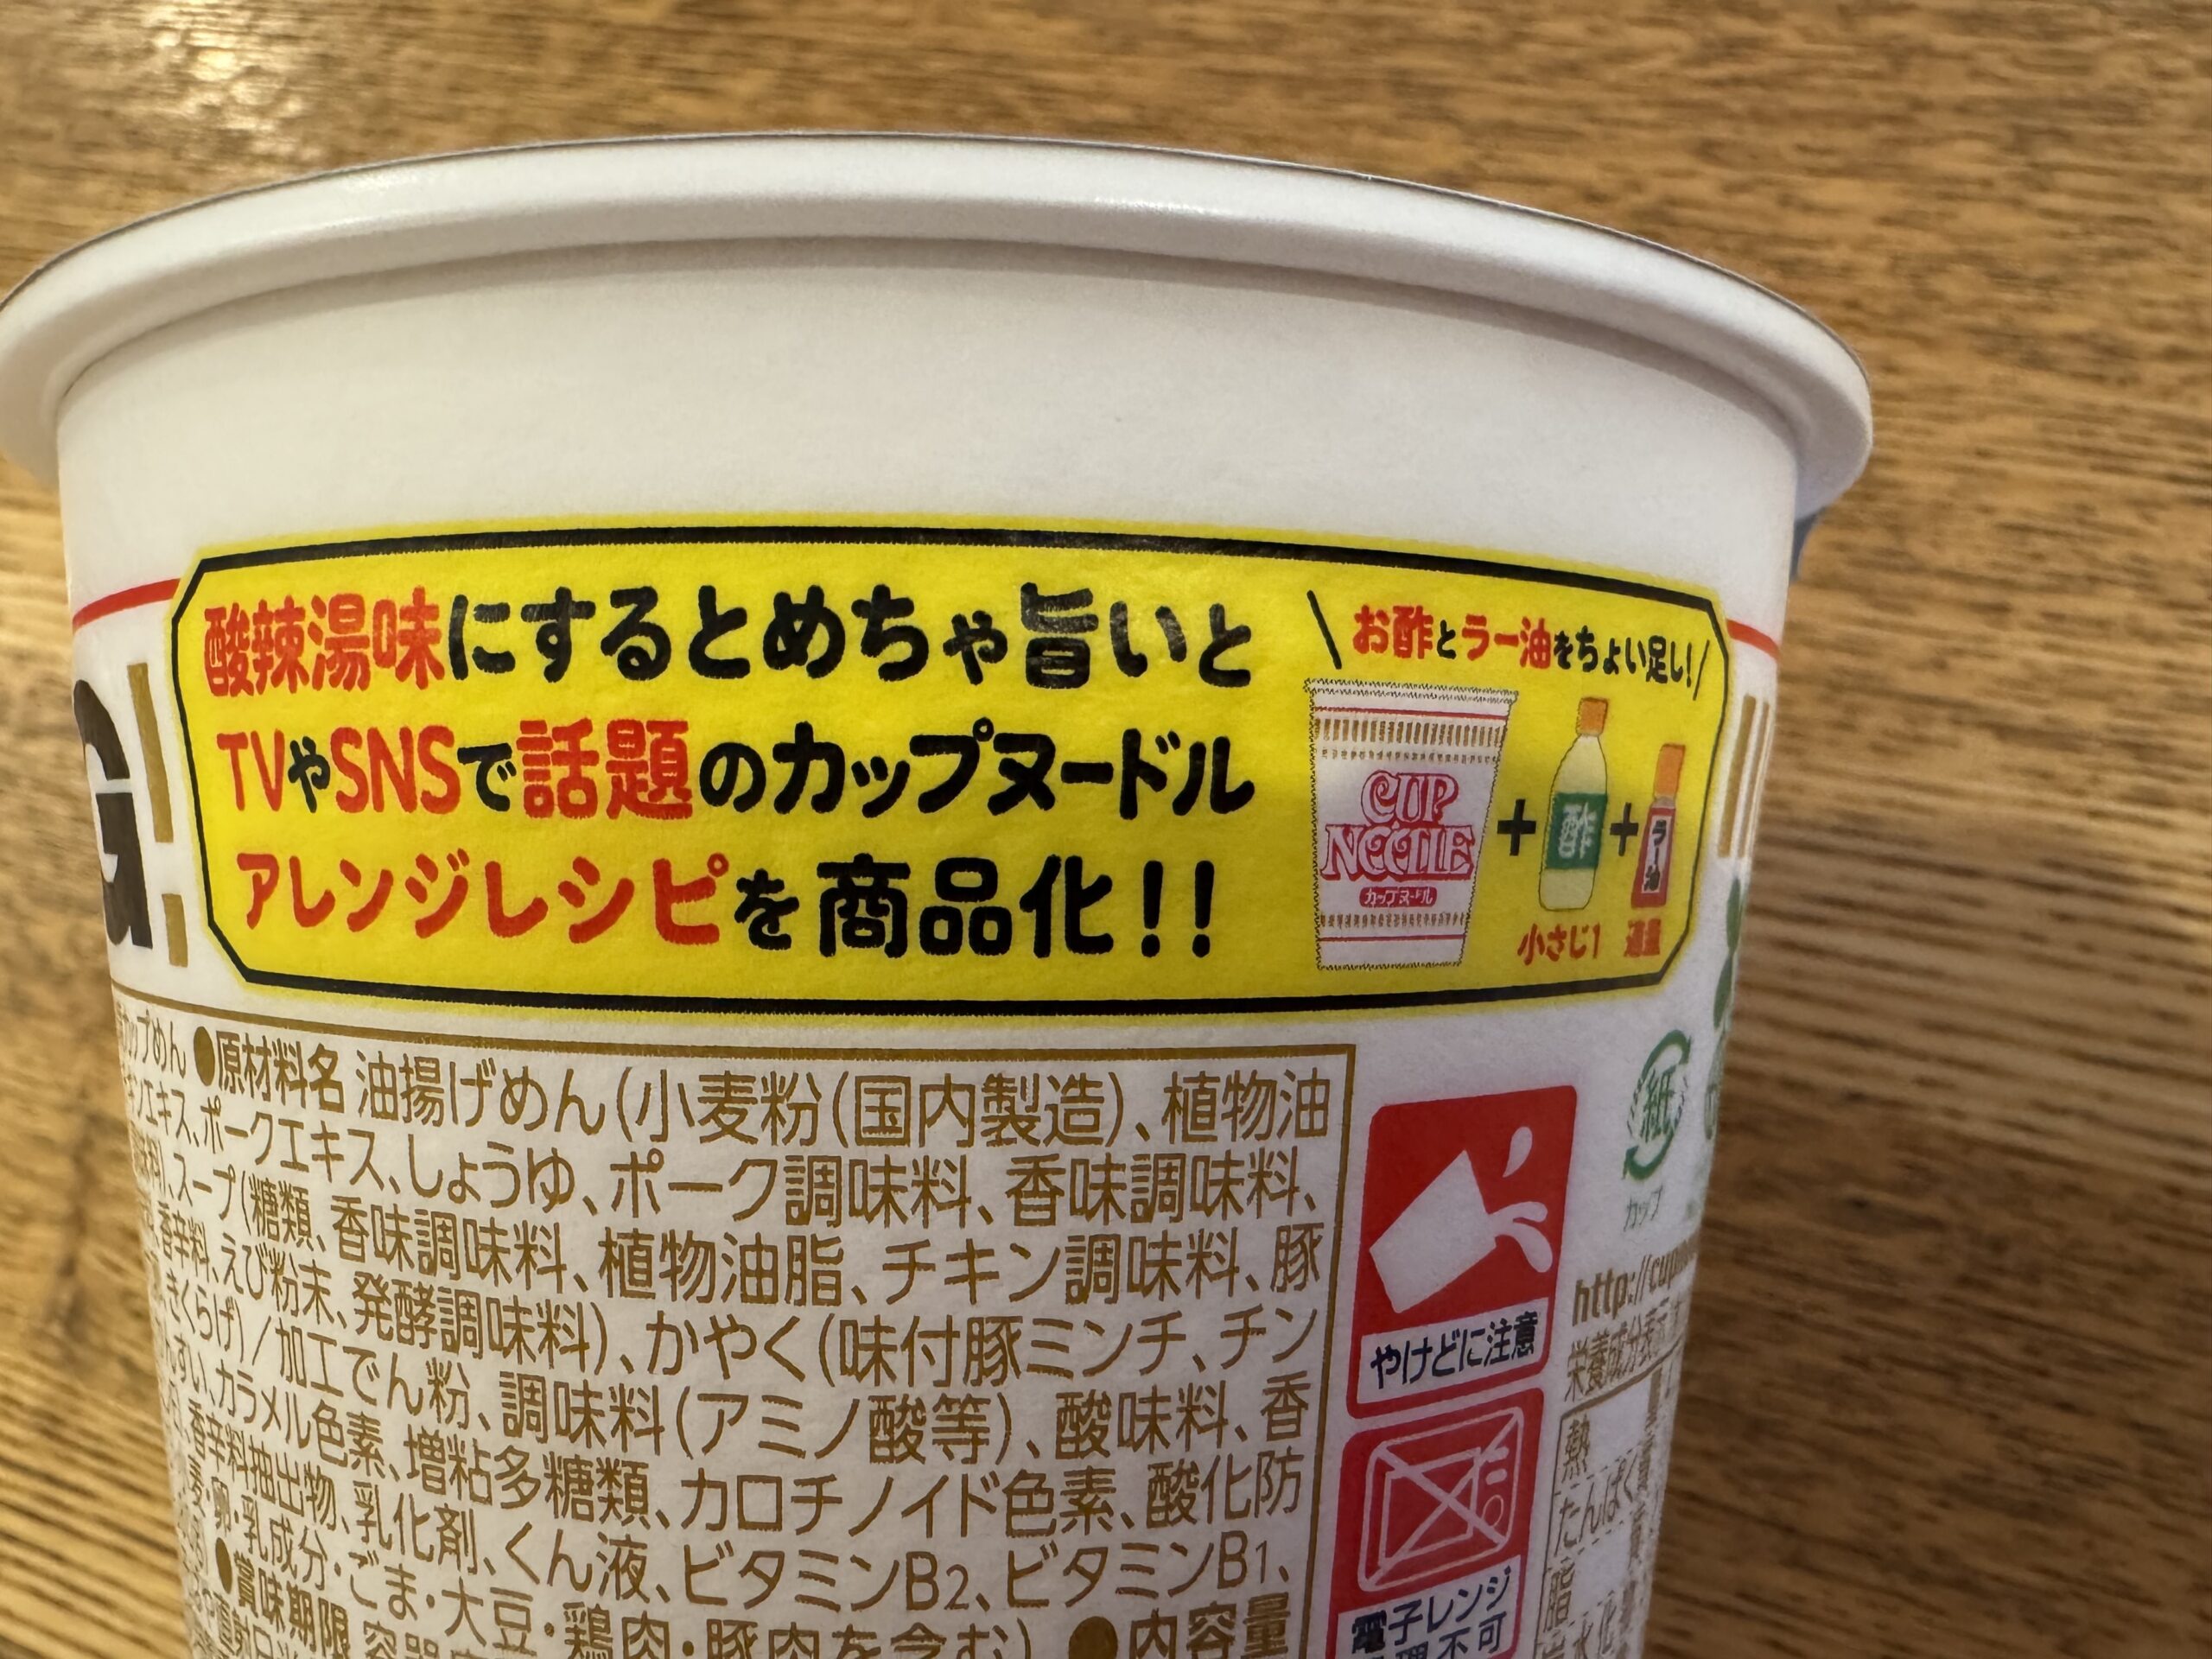 酸辣湯味にするとめちゃ旨いと
TVやSNSで話題のカップヌードル
アレンジレシピを商品化!!
\お酢とラー油をちょい足し!/
CUP
NOODLE
カップヌードル
+
酢
+
ラー油
小さじ1 適量
G!
カップめん ●原材料名 油揚げめん(小麦粉(国内製造)、植物油
エキス、ポークエキス、しょうゆ、ポーク調味料、香味調味料、
味料)、スープ(糖類、香味調味料、植物油脂、チキン調味料、豚
香辛料、えび粉末、発酵調味料)、かやく(味付豚ミンチ、チン
、きくらげ)/加工でん粉、調味料(アミノ酸等)、酸味料、香
すい、カラメル色素、増粘多糖類、カロチノイド色素、酸化防
、香辛料抽出物、乳化剤、くん液、ビタミンB2、ビタミンB1、
卵・乳成分・ごま・大豆・鶏肉・豚肉を含む) ●内容量
●賞味期限
やけどに注意
電子レンジ
調理不可
紙
カップ
http://cup
栄養成分表示
熱
たんぱく
脂